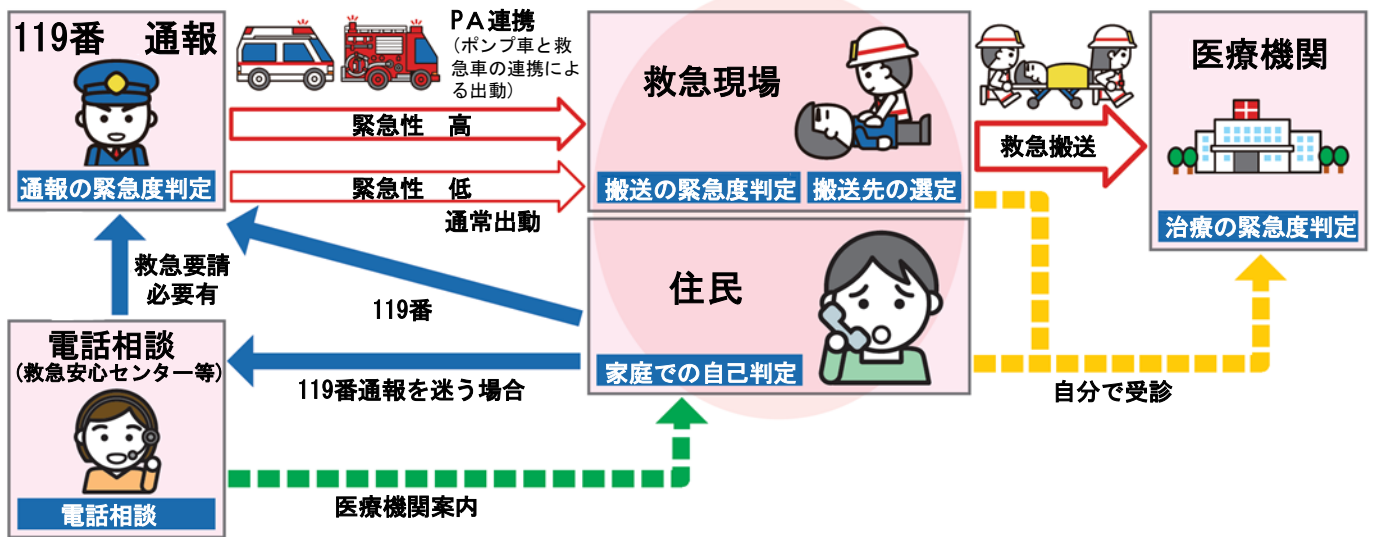 119番　通報
通報の緊急度判定
ＰＡ連携
（ポンプ車と救
急車の連携によ
る出動）
緊急性　高
緊急性　低
通常出動
救急現場
搬送の緊急度判定
搬送先の選定
救急搬送
医療機関
治療の緊急度判定
救急要請
必要有
119番
住民
家庭での自己判定
電話相談
（救急安心センター等）
電話相談
119番通報を迷う場合
自分で受診
医療機関案内